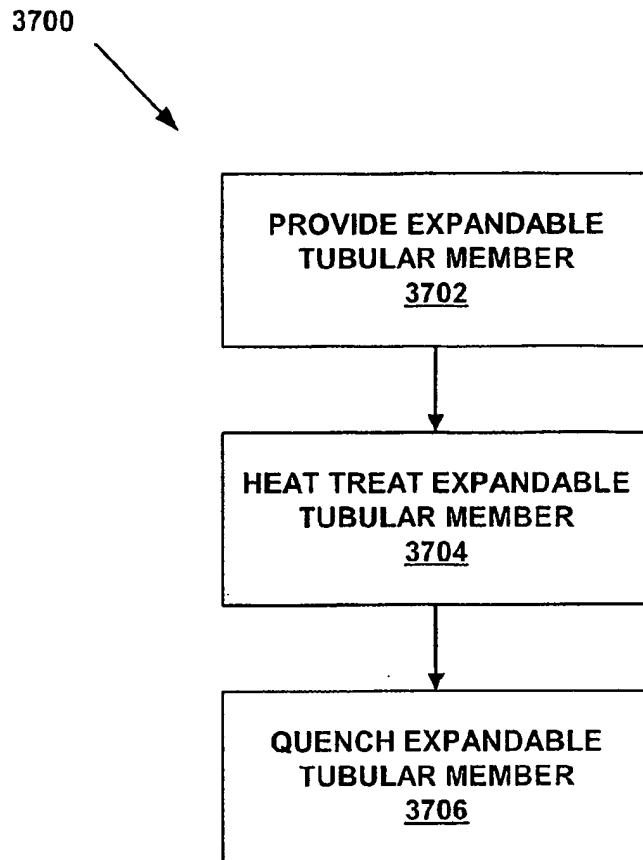 3700
PROVIDE EXPANDABLE
TUBULAR MEMBER
3702
HEAT TREAT EXPANDABLE
TUBULAR MEMBER
3704
QUENCH EXPANDABLE
TUBULAR MEMBER
3706